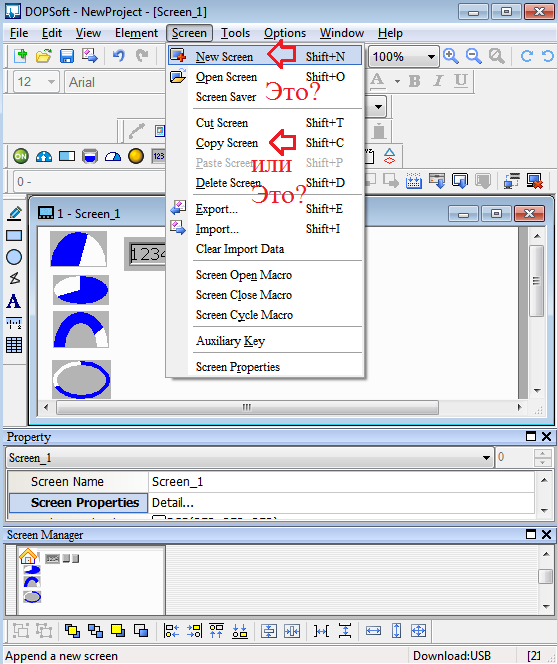 DOPSoft - NewProject - [Screen_1]
File Edit View Element Screen Tools Options Window Help
New Screen Shift+N
100%
Open Screen Shift+O
12 Arial
Это?
A B I
Screen Saver
Cut Screen Shift+T
Copy Screen Shift+C
Paste Screen Shift+P
или
Delete Screen Shift+D
Это?
0 -
Export... Shift+E
1 - Screen_1
Import... Shift+I
1234
Clear Import Data
Screen Open Macro
Screen Close Macro
Screen Cycle Macro
Auxiliary Key
Screen Properties
Property
Screen_1 0
Screen Name Screen_1
Screen Properties Detail...
Screen Manager
Append a new screen Download:USB [21